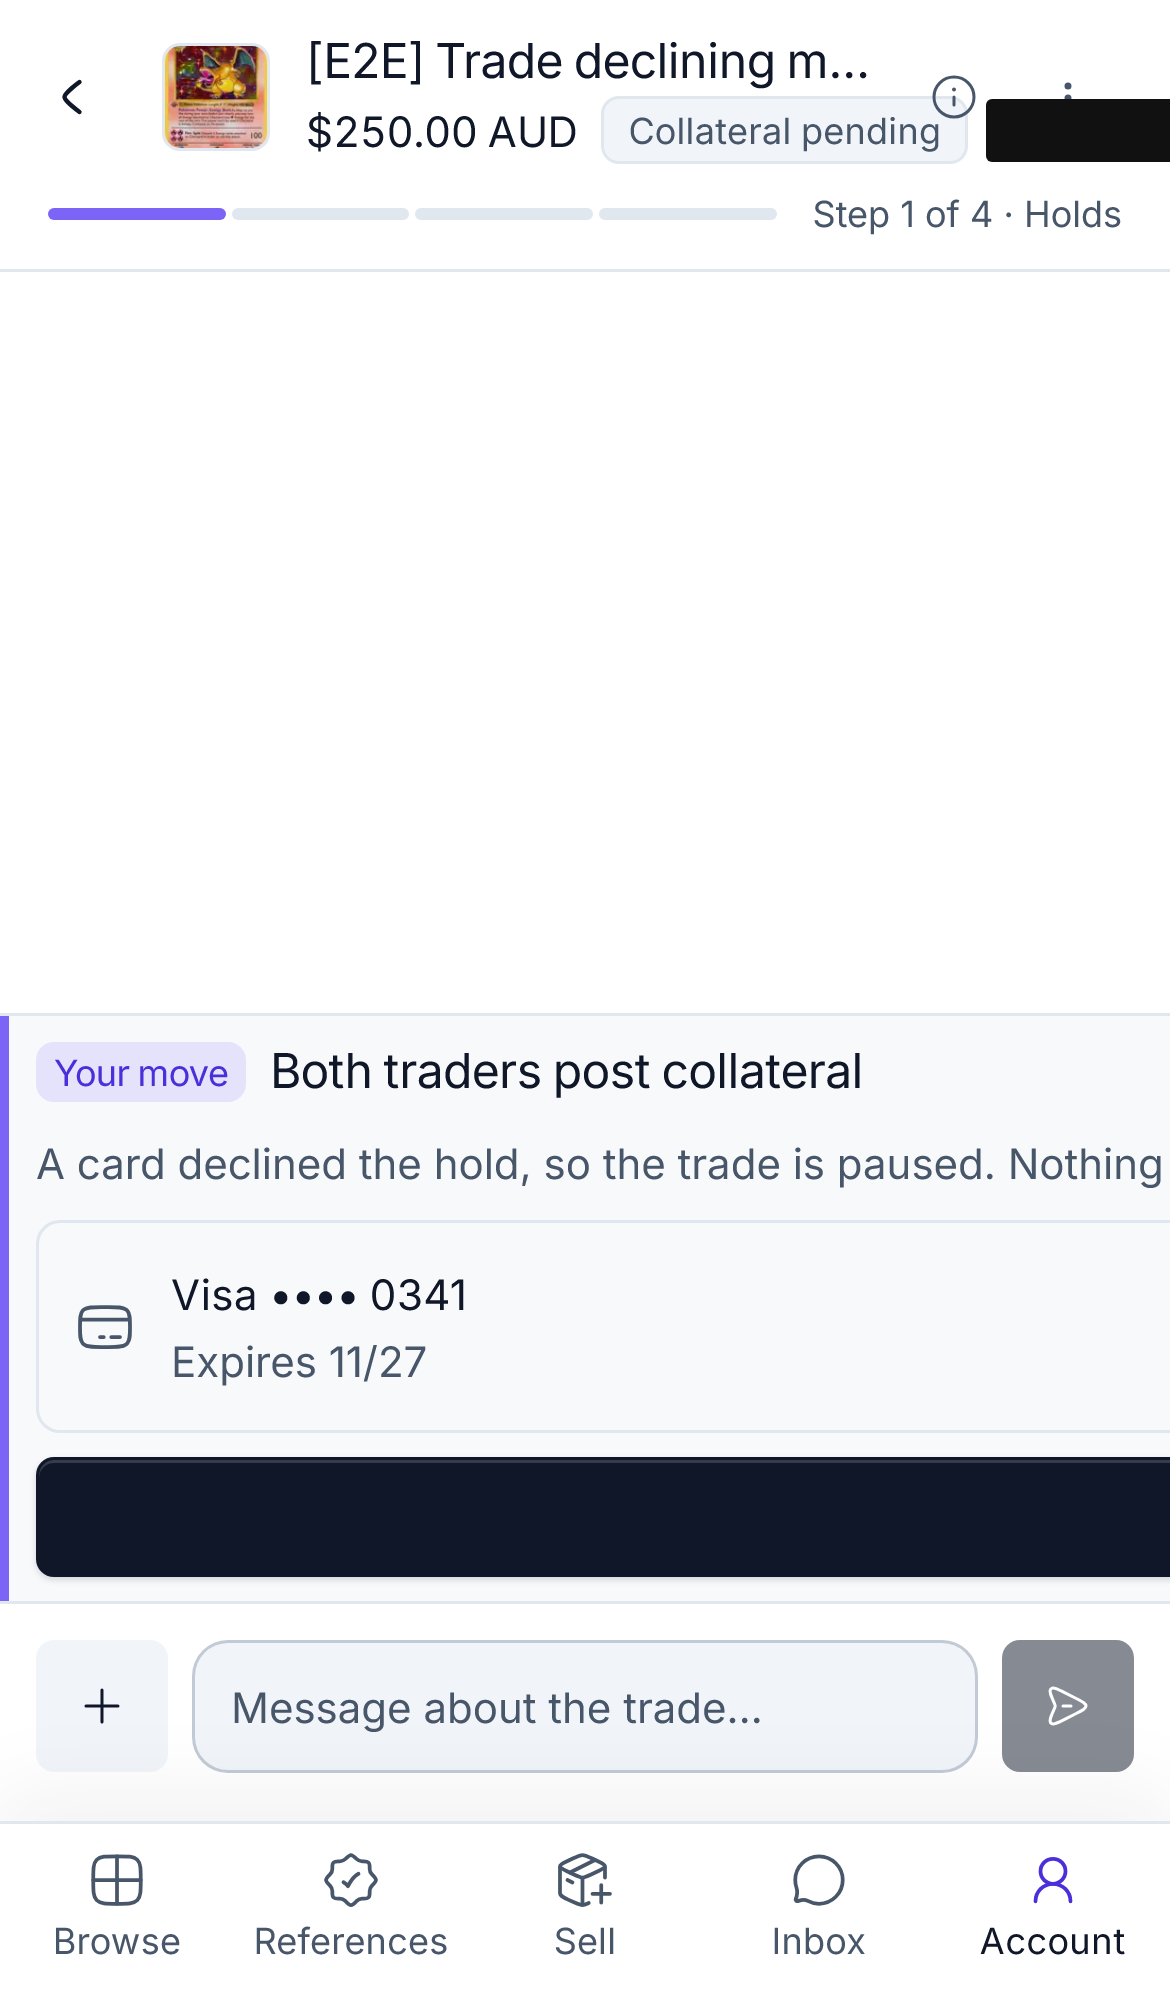 [E2E] Trade declining m...
$250.00 AUD
Collateral pending
Step 1 of 4 · Holds
Your move
Both traders post collateral
A card declined the hold, so the trade is paused. Nothing
Visa •••• 0341
Expires 11/27
Message about the trade...
Browse
References
Sell
Inbox
Account